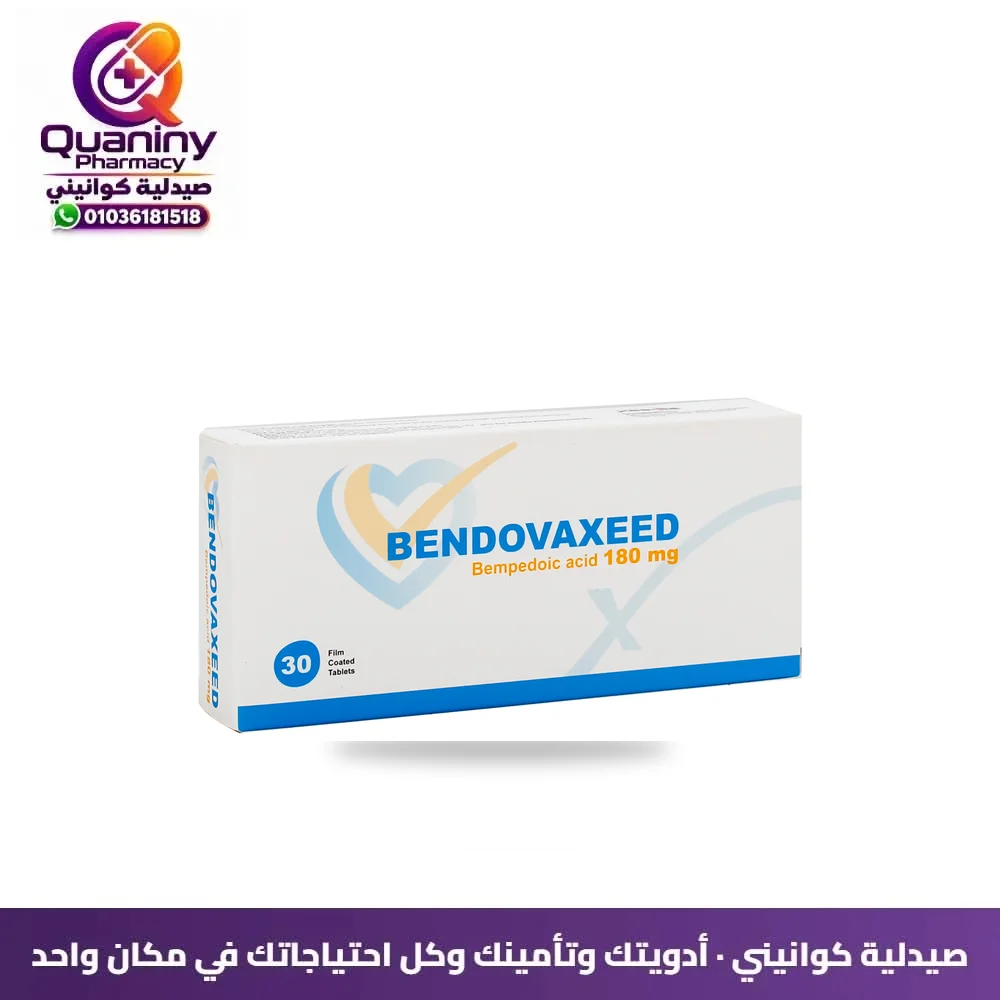 Quaniny
Pharmacy
صيدلية كوانيني
01036181518
BENDOVAXEED
Bempedoic acid 180 mg
BENDOVAXEED
Bempedoic acid 180 mg
30
Film
Coated
Tablets
صيدلية كوانيني • أدويتك وتأمينك وكل احتياجاتك في مكان واحد